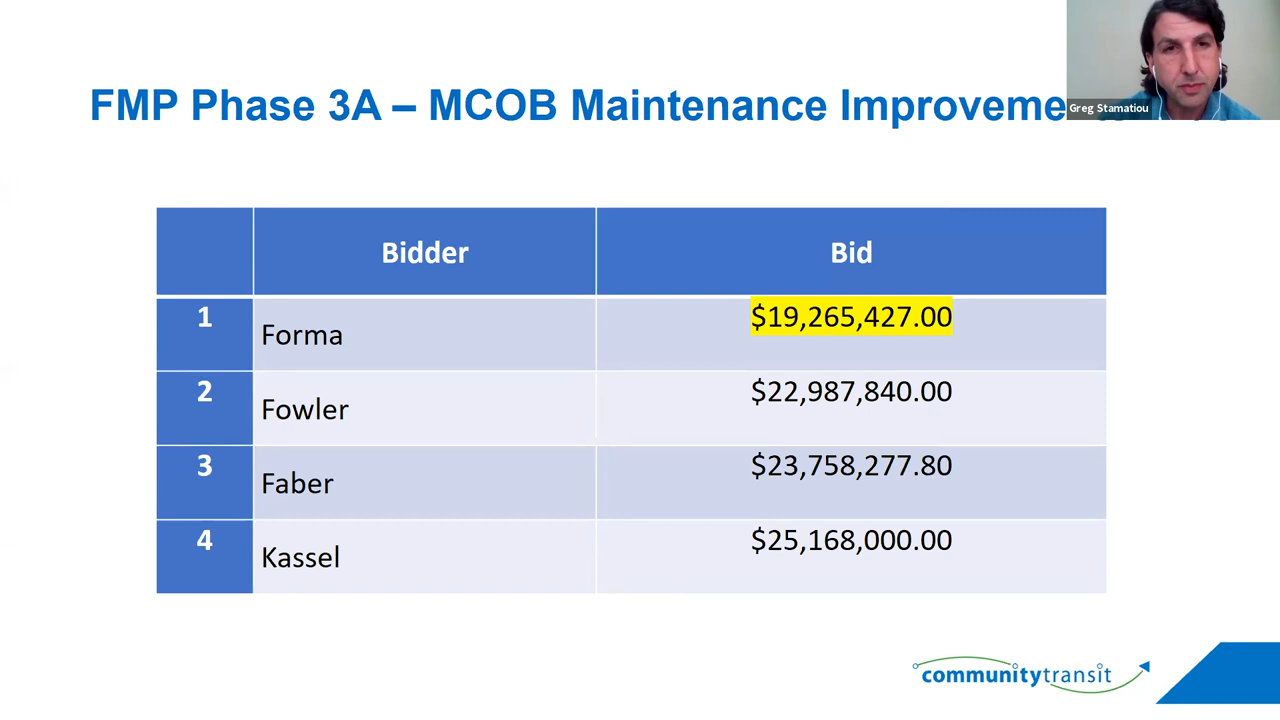 FMP Phase 3A – MCOB Maintenance Improveme
Greg Stamatiou
Bidder Bid
1 Forma $19,265,427.00
2 Fowler $22,987,840.00
3 Faber $23,758,277.80
4 Kassel $25,168,000.00
communitytransit